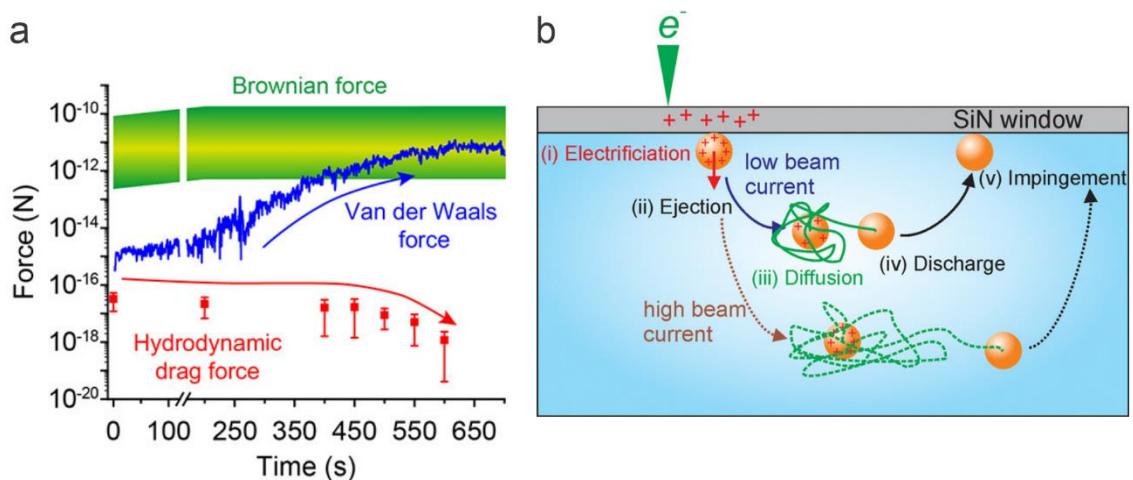 a
Brownian force
10-10
10-12
10-14
10-16
10-18
10-20
Force (N)
Van der Waals
force
Hydrodynamic
drag force
0
100
250
350
450
550
650
Time (s)
b
e-
+ + + + + +
SiN window
(i) Electrificiation
low beam
current
(ii) Ejection
(iii) Diffusion
(iv) Discharge
(v) Impingement
high beam
current